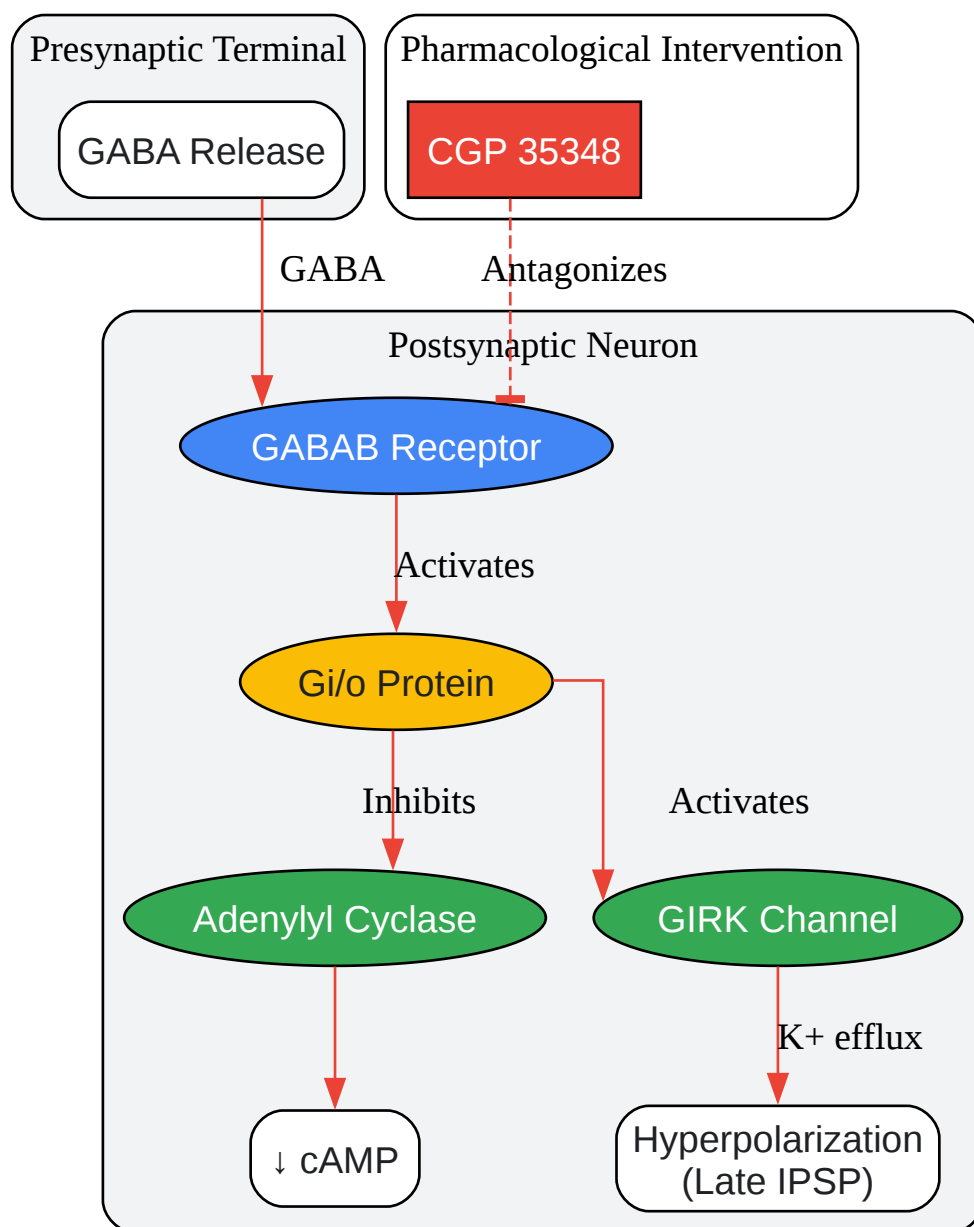 Presynaptic Terminal
Pharmacological Intervention
GABA Release
CGP 35348
GABA
Antagonizes
Postsynaptic Neuron
GABAB Receptor
Activates
Gi/o Protein
Inhibits
Activates
Adenylyl Cyclase
GIRK Channel
K+ efflux
↓ cAMP
Hyperpolarization
(Late IPSP)